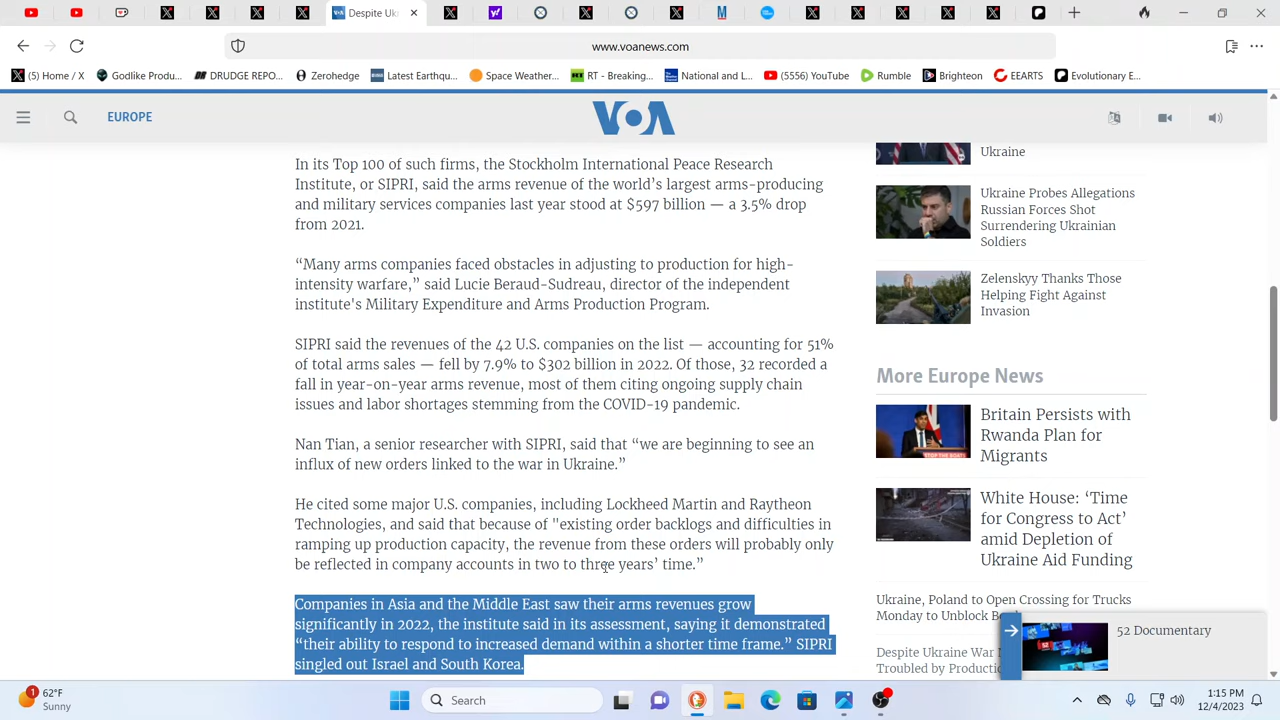 Despite Uk
www.voanews.com
(5) Home / X
Godlike Produ...
DRUDGE REPO...
Zerohedge
Latest Earthqu...
Space Weather...
RT - Breaking...
National and L...
(5556) YouTube
Rumble
Brighteon
EEARTS
Evolutionary E...
EUROPE
VOA
In its Top 100 of such firms, the Stockholm International Peace Research
Institute, or SIPRI, said the arms revenue of the world’s largest arms-producing
and military services companies last year stood at $597 billion — a 3.5% drop
from 2021.
“Many arms companies faced obstacles in adjusting to production for high-
intensity warfare,” said Lucie Beraud-Sudreau, director of the independent
institute's Military Expenditure and Arms Production Program.
SIPRI said the revenues of the 42 U.S. companies on the list — accounting for 51%
of total arms sales — fell by 7.9% to $302 billion in 2022. Of those, 32 recorded a
fall in year-on-year arms revenue, most of them citing ongoing supply chain
issues and labor shortages stemming from the COVID-19 pandemic.
Nan Tian, a senior researcher with SIPRI, said that “we are beginning to see an
influx of new orders linked to the war in Ukraine.”
He cited some major U.S. companies, including Lockheed Martin and Raytheon
Technologies, and said that because of "existing order backlogs and difficulties in
ramping up production capacity, the revenue from these orders will probably only
be reflected in company accounts in two to three years’ time.”
Companies in Asia and the Middle East saw their arms revenues grow
significantly in 2022, the institute said in its assessment, saying it demonstrated
“their ability to respond to increased demand within a shorter time frame.” SIPRI
singled out Israel and South Korea.
Ukraine
Ukraine Probes Allegations
Russian Forces Shot
Surrendering Ukrainian
Soldiers
Zelenskyy Thanks Those
Helping Fight Against
Invasion
More Europe News
Britain Persists with
Rwanda Plan for
Migrants
White House: ‘Time
for Congress to Act’
amid Depletion of
Ukraine Aid Funding
Ukraine, Poland to Open Crossing for Trucks
Monday to Unblock
Despite Ukraine War
Troubled by
52 Documentary
1
62°F
Sunny
Search
1:15 PM
12/4/2023